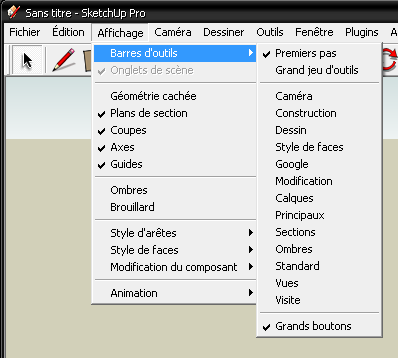 Sans titre - SketchUp Pro
Fichier Édition Affichage Caméra Dessiner Outils Fenêtre Plugins A
Barres d'outils
Onglets de scène
Géométrie cachée
Plans de section
Coupes
Axes
Guides
Ombres
Brouillard
Style d'arêtes
Style de faces
Modification du composant
Animation
Premiers pas
Grand jeu d'outils
Caméra
Construction
Dessin
Style de faces
Google
Modification
Calques
Principaux
Sections
Ombres
Standard
Vues
Visite
Grands boutons